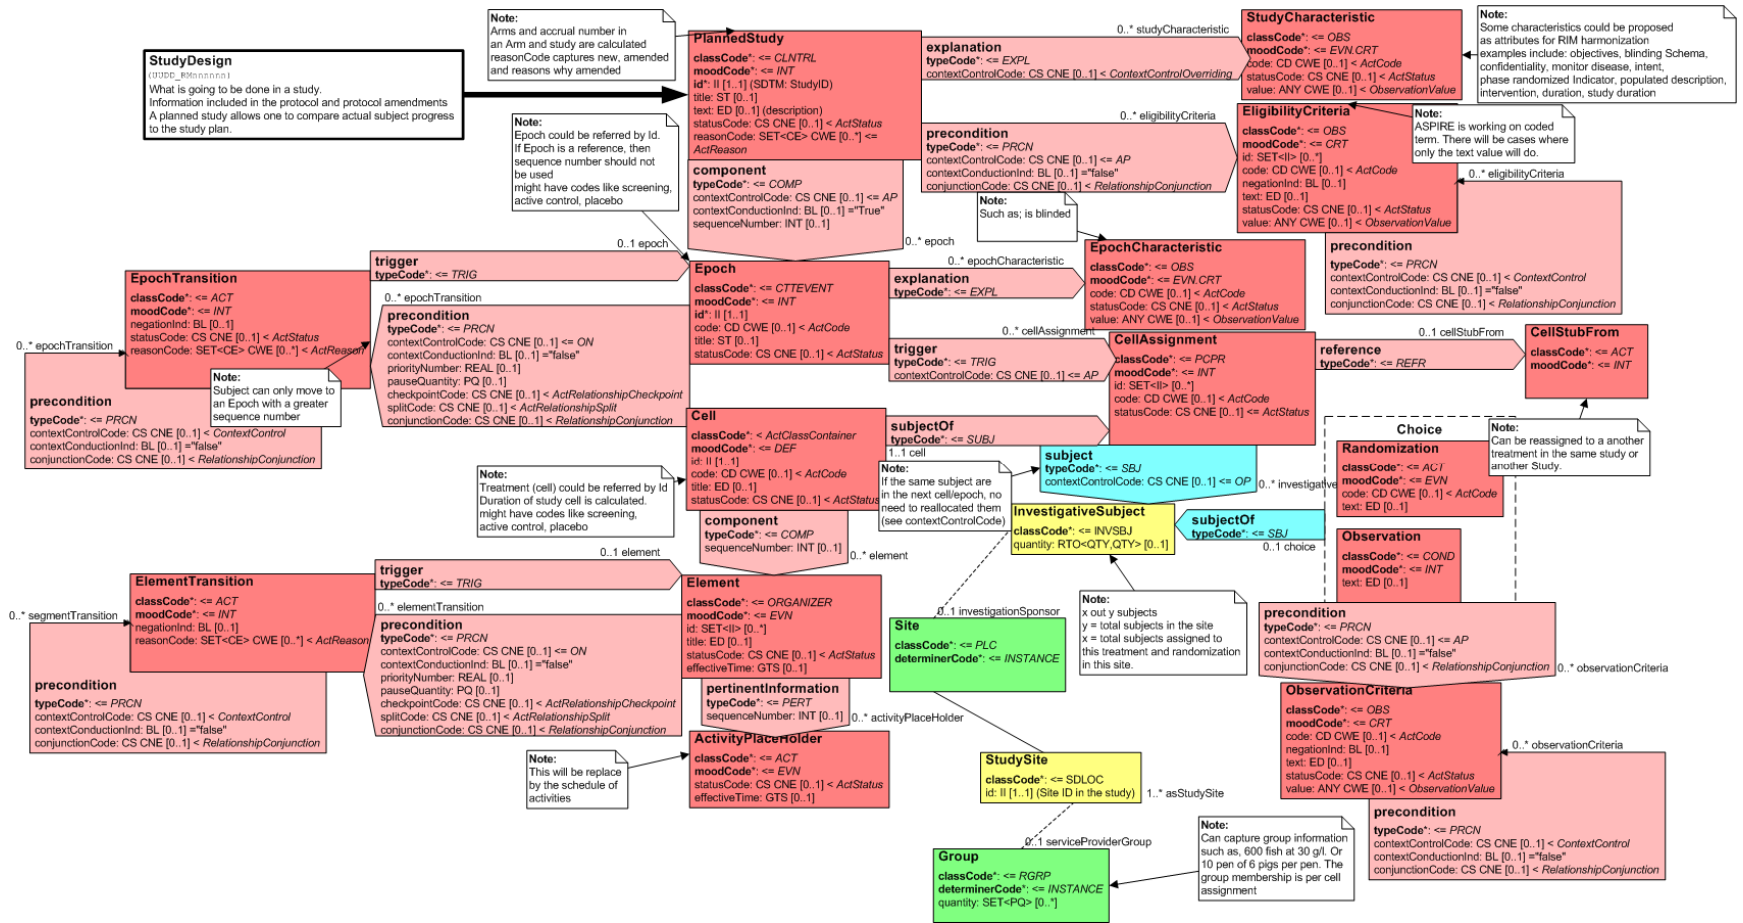 StudyDesign
(UUDD_RMnnnnnn)
What is going to be done in a study.
Information included in the protocol and protocol amendments
A planned study allows one to compare actual subject progress
to the study plan.
Note:
Arms and accrual number in
an Arm and study are calculated
reasonCode captures new, amended
and reasons why amended
PlannedStudy
classCode*: <= CLNTRL
moodCode*: <= INT
id*: II [1..1] (SDTM: StudyID)
title: ST [0..1]
text: ED [0..1] (description)
statusCode: CS CNE [0..1] < ActStatus
reasonCode: SET<CE> CWE [0..*] <=
ActReason
explanation
typeCode*: <= EXPL
contextControlCode: CS CNE [0..1] < ContextControlOverriding
0..* studyCharacteristic
StudyCharacteristic
classCode*: <= OBS
moodCode*: <= EVN.CRT
code: CD CWE [0..1] < ActCode
statusCode: CS CNE [0..1] < ActStatus
value: ANY CWE [0..1] < ObservationValue
Note:
Some characteristics could be proposed
as attributes for RIM harmonization
examples include: objectives, blinding Schema,
confidentiality, monitor disease, intent,
phase randomized Indicator, populated description,
intervention, duration, study duration
precondition
typeCode*: <= PRCN
contextControlCode: CS CNE [0..1] <= AP
contextConductionInd: BL [0..1] ="false"
conjunctionCode: CS CNE [0..1] < RelationshipConjunction
0..* eligibilityCriteria
EligibilityCriteria
classCode*: <= OBS
moodCode*: <= CRT
id: SET<II> [0..*]
code: CD CWE [0..1] < ActCode
negationInd: BL [0..1]
text: ED [0..1]
statusCode: CS CNE [0..1] < ActStatus
value: ANY CWE [0..1] < ObservationValue
Note:
ASPIRE is working on coded
term. There will be cases where
only the text value will do.
0..* eligibilityCriteria
precondition
typeCode*: <= PRCN
contextControlCode: CS CNE [0..1] < ContextControl
contextConductionInd: BL [0..1] ="false"
conjunctionCode: CS CNE [0..1] < RelationshipConjunction
Note:
Epoch could be referred by Id.
If Epoch is a reference, then
sequence number should not
be used
might have codes like screening,
active control, placebo
component
typeCode*: <= COMP
contextControlCode: CS CNE [0..1] <= AP
contextConductionInd: BL [0..1] ="True"
sequenceNumber: INT [0..1]
0..* epoch
Note:
Such as; is blinded
EpochCharacteristic
classCode*: <= OBS
moodCode*: <= EVN.CRT
code: CD CWE [0..1] < ActCode
statusCode: CS CNE [0..1] < ActStatus
value: ANY CWE [0..1] < ObservationValue
0..1 epoch
trigger
typeCode*: <= TRIG
EpochTransition
classCode*: <= ACT
moodCode*: <= INT
negationInd: BL [0..1]
statusCode: CS CNE [0..1] < ActStatus
reasonCode: SET<CE> CWE [0..*] < ActReason
Epoch
classCode*: <= CTTEVENT
moodCode*: <= INT
id*: II [1..1]
code: CD CWE [0..1] < ActCode
title: ST [0..1]
statusCode: CS CNE [0..1] < ActStatus
0..* epochCharacteristic
explanation
typeCode*: <= EXPL
0..* epochTransition
precondition
typeCode*: <= PRCN
contextControlCode: CS CNE [0..1] <= ON
contextConductionInd: BL [0..1] ="false"
priorityNumber: REAL [0..1]
pauseQuantity: PQ [0..1]
checkpointCode: CS CNE [0..1] < ActRelationshipCheckpoint
splitCode: CS CNE [0..1] < ActRelationshipSplit
conjunctionCode: CS CNE [0..1] < RelationshipConjunction
0..* epochTransition
precondition
typeCode*: <= PRCN
contextControlCode: CS CNE [0..1] < ContextControl
contextConductionInd: BL [0..1] ="false"
conjunctionCode: CS CNE [0..1] < RelationshipConjunction
Note:
Subject can only move to
an Epoch with a greater
sequence number
0..* cellAssignment
trigger
typeCode*: <= TRIG
contextControlCode: CS CNE [0..1] <= AP
CellAssignment
classCode*: <= PCPR
moodCode*: <= INT
id: SET<II> [0..*]
code: CD CWE [0..1] < ActCode
statusCode: CS CNE [0..1] <= ActStatus
0..1 cellStubFrom
reference
typeCode*: <= REFR
CellStubFrom
classCode*: <= ACT
moodCode*: <= INT
Note:
Can be reassigned to a another
treatment in the same study or
another Study.
Cell
classCode*: < ActClassContainer
moodCode*: <= DEF
id: II [1..1]
code: CD CWE [0..1] < ActCode
title: ED [0..1]
statusCode: CS CNE [0..1] < ActStatus
subjectOf
typeCode*: <= SUBJ
1..1 cell
Note:
Treatment (cell) could be referred by Id
Duration of study cell is calculated.
might have codes like screening,
active control, placebo
Note:
If the same subject are
in the next cell/epoch, no
need to reallocated them
(see contextControlCode)
subject
typeCode*: <= SBJ
contextControlCode: CS CNE [0..1] <= OP
0..* investigative
InvestigativeSubject
classCode*: <= INVSBJ
quantity: RTO<QTY,QTY> [0..1]
subjectOf
typeCode*: <= SBJ
0..1 choice
Choice
Randomization
classCode*: <= ACT
moodCode*: <= EVN
code: CD CWE [0..1] < ActCode
text: ED [0..1]
Observation
classCode*: <= COND
moodCode*: <= INT
text: ED [0..1]
component
typeCode*: <= COMP
sequenceNumber: INT [0..1]
0..* element
0..1 element
trigger
typeCode*: <= TRIG
ElementTransition
classCode*: <= ACT
moodCode*: <= INT
negationInd: BL [0..1]
reasonCode: SET<CE> CWE [0..*] < ActReason
Element
classCode*: <= ORGANIZER
moodCode*: <= EVN
id: SET<II> [0..*]
title: ED [0..1]
statusCode: CS CNE [0..1] < ActStatus
effectiveTime: GTS [0..1]
0..* elementTransition
precondition
typeCode*: <= PRCN
contextControlCode: CS CNE [0..1] <= ON
contextConductionInd: BL [0..1] ="false"
priorityNumber: REAL [0..1]
pauseQuantity: PQ [0..1]
checkpointCode: CS CNE [0..1] < ActRelationshipCheckpoint
splitCode: CS CNE [0..1] < ActRelationshipSplit
conjunctionCode: CS CNE [0..1] < RelationshipConjunction
0..* segmentTransition
precondition
typeCode*: <= PRCN
contextControlCode: CS CNE [0..1] < ContextControl
contextConductionInd: BL [0..1] ="false"
conjunctionCode: CS CNE [0..1] < RelationshipConjunction
pertinentInformation
typeCode*: <= PERT
sequenceNumber: INT [0..1]
0..* activityPlaceHolder
ActivityPlaceHolder
classCode*: <= ACT
moodCode*: <= EVN
statusCode: CS CNE [0..1] < ActStatus
effectiveTime: GTS [0..1]
Note:
This will be replace
by the schedule of
activities
0..1 investigationSponsor
Site
classCode*: <= PLC
determinerCode*: <= INSTANCE
Note:
x out y subjects
y = total subjects in the site
x = total subjects assigned to
this treatment and randomization
in this site.
precondition
typeCode*: <= PRCN
contextControlCode: CS CNE [0..1] <= AP
contextConductionInd: BL [0..1] ="false"
conjunctionCode: CS CNE [0..1] < RelationshipConjunction
0..* observationCriteria
ObservationCriteria
classCode*: <= OBS
moodCode*: <= CRT
code: CD CWE [0..1] < ActCode
negationInd: BL [0..1]
text: ED [0..1]
statusCode: CS CNE [0..1] < ActStatus
value: ANY CWE [0..1] < ObservationValue
0..* observationCriteria
precondition
typeCode*: <= PRCN
contextControlCode: CS CNE [0..1] < ContextControl
contextConductionInd: BL [0..1] ="false"
conjunctionCode: CS CNE [0..1] < RelationshipConjunction
StudySite
classCode*: <= SDLOC
id: II [1..1] (Site ID in the study)
1..* asStudySite
0..1 serviceProviderGroup
Group
classCode*: <= RGRP
determinerCode*: <= INSTANCE
quantity: SET<PQ> [0..*]
Note:
Can capture group information
such as, 600 fish at 30 g/l. Or
10 pen of 6 pigs per pen. The
group membership is per cell
assignment